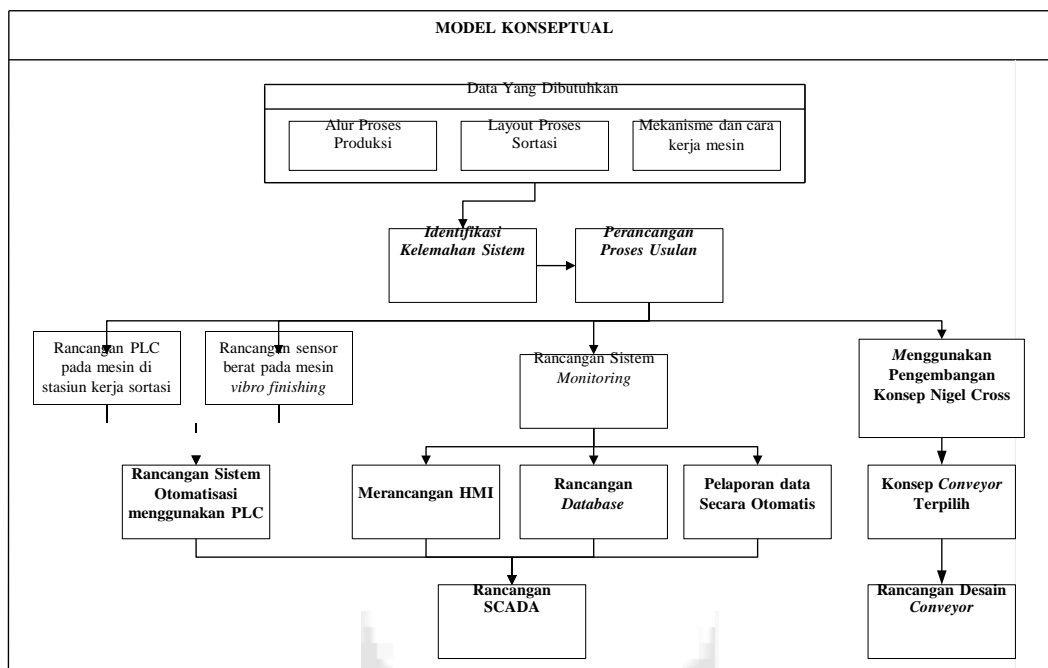 MODEL KONSEPTUAL
Data Yang Dibutuhkan
Alur Proses
Produksi
Layout Proses
Sortasi
Mekanisme dan cara
kerja mesin
Identifikasi
Kelemahan Sistem
Perancangan
Proses Usulan
Rancangan PLC
pada mesin di
stasiun kerja sortasi
Rancangan sensor
berat pada mesin
vibro finishing
Rancangan Sistem
Monitoring
Menggunakan
Pengembangan
Konsep Nigel Cross
Rancangan Sistem
Otomatisasi
menggunakan PLC
Merancangan HMI
Rancangan
Database
Pelaporan data
Secara Otomatis
Konsep Conveyor
Terpilih
Rancangan
SCADA
Rancangan Desain
Conveyor